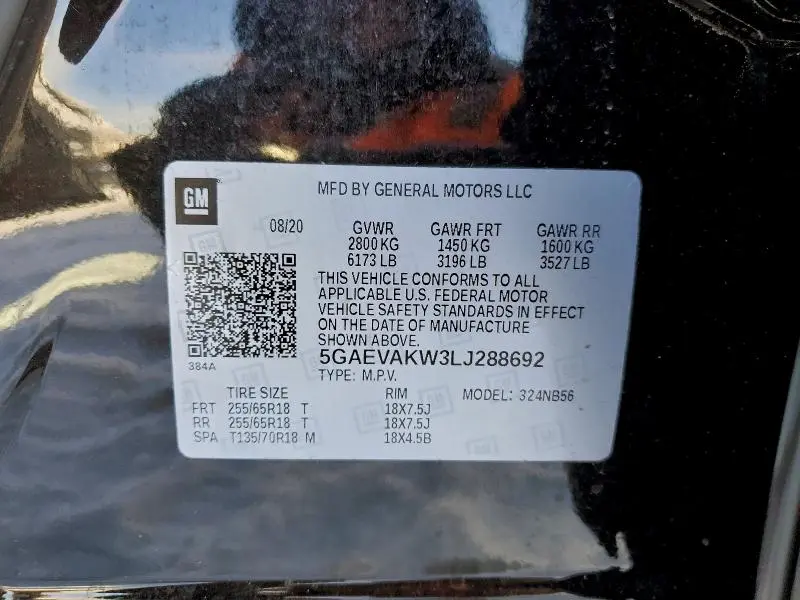 GM
MFD BY GENERAL MOTORS LLC
08/20 GVWR GAWR FRT GAWR RR
2800 KG 1450 KG 1600 KG
6173 LB 3196 LB 3527 LB
THIS VEHICLE CONFORMS TO ALL
APPLICABLE U.S. FEDERAL MOTOR
VEHICLE SAFETY STANDARDS IN EFFECT
ON THE DATE OF MANUFACTURE
SHOWN ABOVE.
384A
5GAEVAKW3LJ288692
TYPE: M.P.V.
TIRE SIZE RIM MODEL: 324NB56
FRT 255/65R18 T 18X7.5J
RR 255/65R18 T 18X7.5J
SPA T135/70R18 M 18X4.5B